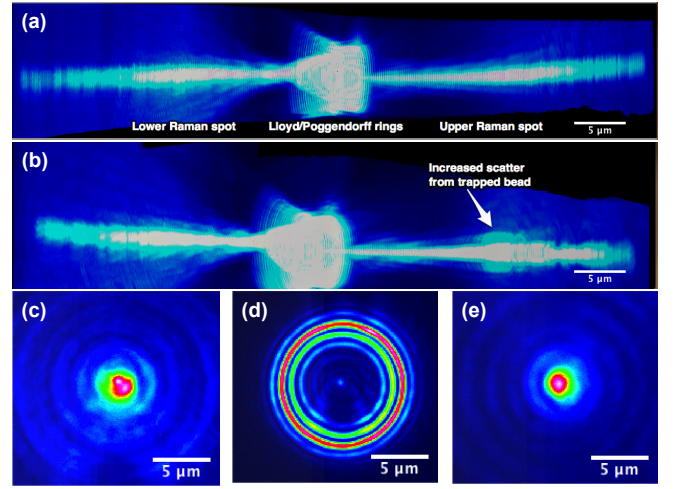 (a)
Lower Raman spot
Lloyd/Poggendorff rings
Upper Raman spot
5 µm
(b)
Increased scatter
from trapped bead
5 µm
(c)
5 µm
(d)
5 µm
(e)
5 µm